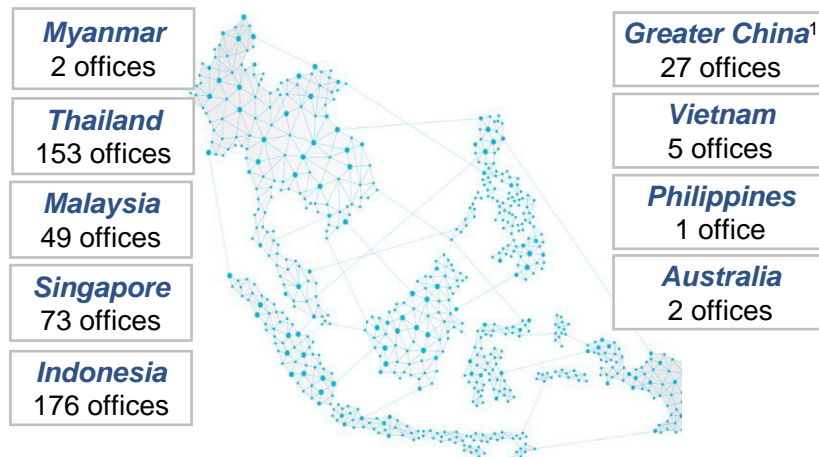 Myanmar
2 offices
Thailand
153 offices
Malaysia
49 offices
Singapore
73 offices
Indonesia
176 offices
Greater China¹
27 offices
Vietnam
5 offices
Philippines
1 office
Australia
2 offices